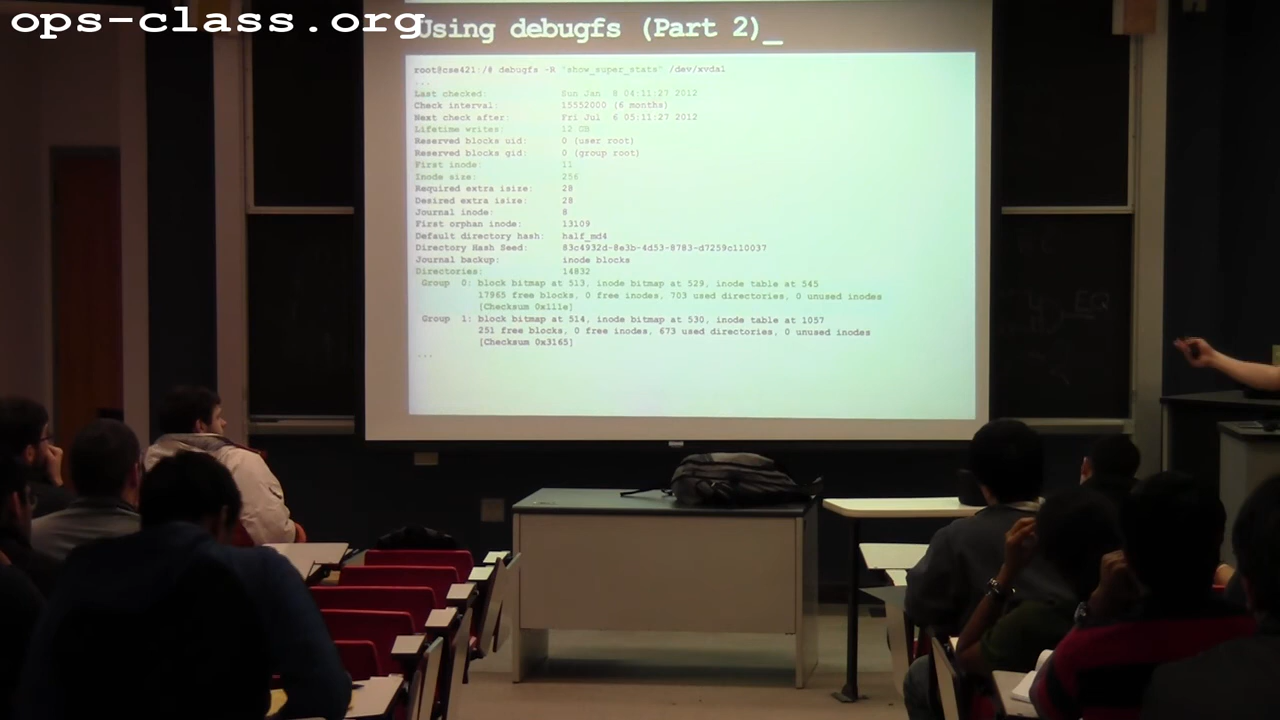 ops-class.org
Using debugfs (Part 2)_
root@cse421:/# debugfs -R "show_super_stats" /dev/xvda1
...
Last checked: Sun Jan 8 04:11:27 2012
Check interval: 15552000 (6 months)
Next check after: Fri Jul 6 05:11:27 2012
Lifetime writes: 12 GB
Reserved blocks uid: 0 (user root)
Reserved blocks gid: 0 (group root)
First inode: 11
Inode size: 256
Required extra isize: 28
Desired extra isize: 28
Journal inode: 8
First orphan inode: 13109
Default directory hash: half_md4
Directory Hash Seed: 83c4932d-8e3b-4d53-8783-d7259c110037
Journal backup: inode blocks
Directories: 14832
Group 0: block bitmap at 513, inode bitmap at 529, inode table at 545
17965 free blocks, 0 free inodes, 703 used directories, 0 unused inodes
[Checksum 0x111e]
Group 1: block bitmap at 514, inode bitmap at 530, inode table at 1057
251 free blocks, 0 free inodes, 673 used directories, 0 unused inodes
[Checksum 0x3165]
...